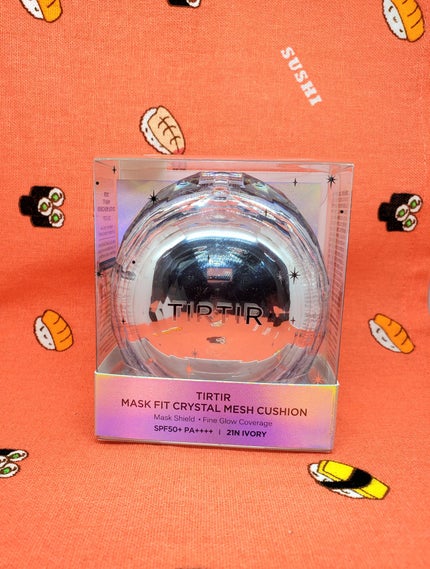 SUSHI
TIRTIR
TIRTIR
MASK FIT CRYSTAL MESH CUSHION
Mask Shield • Fine Glow Coverage
SPF50+ PA++++ | 21N IVORY